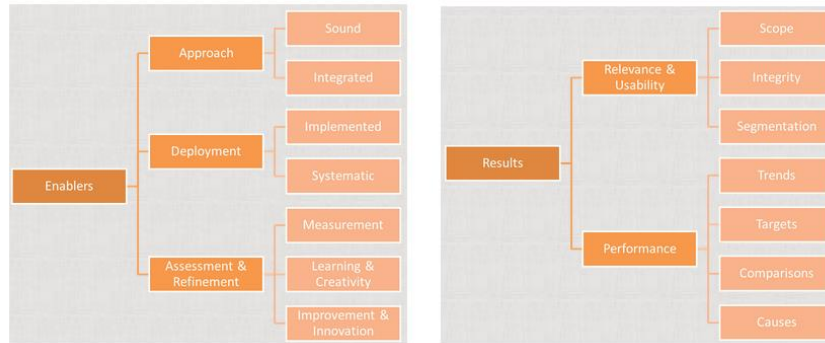 Enablers
Approach
Sound
Integrated
Deployment
Implemented
Systematic
Assessment &
Refinement
Measurement
Learning &
Creativity
Improvement &
Innovation
Results
Relevance &
Usability
Scope
Integrity
Segmentation
Performance
Trends
Targets
Comparisons
Causes